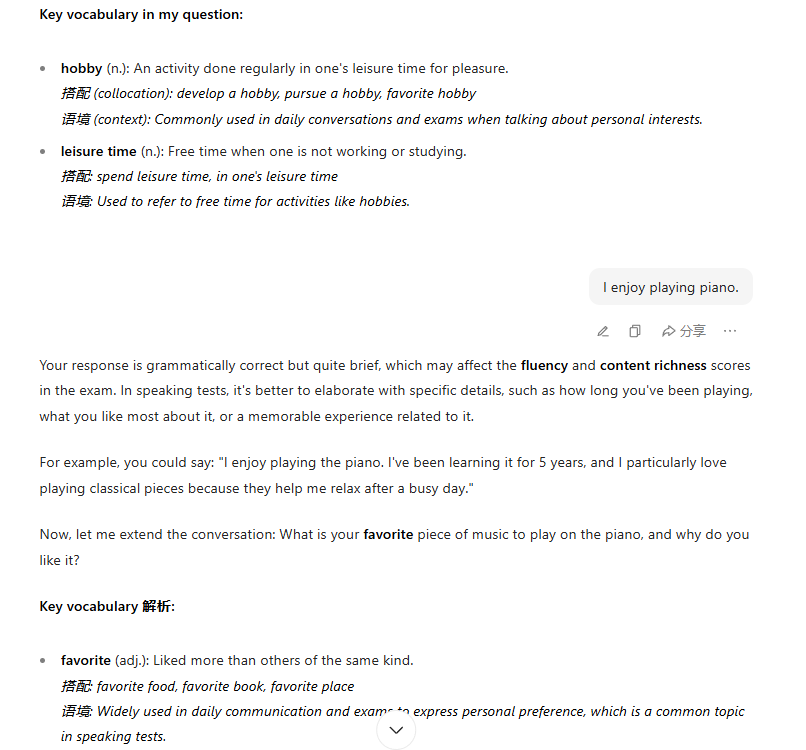 Key vocabulary in my question:
hobby (n.): An activity done regularly in one's leisure time for pleasure.
搭配 (collocation): develop a hobby, pursue a hobby, favorite hobby
语境 (context): Commonly used in daily conversations and exams when talking about personal interests.
leisure time (n.): Free time when one is not working or studying.
搭配: spend leisure time, in one's leisure time
语境: Used to refer to free time for activities like hobbies.
I enjoy playing piano.
分享
Your response is grammatically correct but quite brief, which may affect the fluency and content richness scores
in the exam. In speaking tests, it's better to elaborate with specific details, such as how long you've been playing,
what you like most about it, or a memorable experience related to it.
For example, you could say: "I enjoy playing the piano. I've been learning it for 5 years, and I particularly love
playing classical pieces because they help me relax after a busy day."
Now, let me extend the conversation: What is your favorite piece of music to play on the piano, and why do you
like it?
Key vocabulary 解析:
favorite (adj.): Liked more than others of the same kind.
搭配: favorite food, favorite book, favorite place
语境: Widely used in daily communication and exams to express personal preference, which is a common topic
in speaking tests.